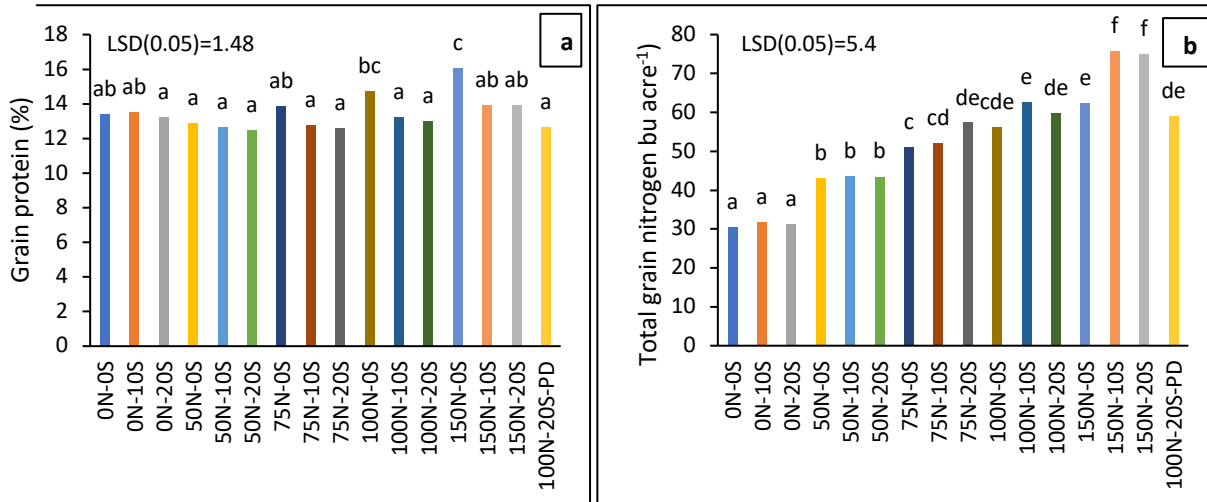 a
LSD(0.05)=1.48
Grain protein (%)
18
16
14
12
10
8
6
4
2
0
ab ab a a a a ab a a bc a a c ab ab a
0N-0S
0N-10S
0N-20S
50N-0S
50N-10S
50N-20S
75N-0S
75N-10S
75N-20S
100N-0S
100N-10S
100N-20S
150N-0S
150N-10S
150N-20S
100N-20S-PD
b
LSD(0.05)=5.4
Total grain nitrogen bu acre⁻¹
80
70
60
50
40
30
20
10
0
a a a b b b c cd de cde e de e f f de
0N-0S
0N-10S
0N-20S
50N-0S
50N-10S
50N-20S
75N-0S
75N-10S
75N-20S
100N-0S
100N-10S
100N-20S
150N-0S
150N-10S
150N-20S
100N-20S-PD